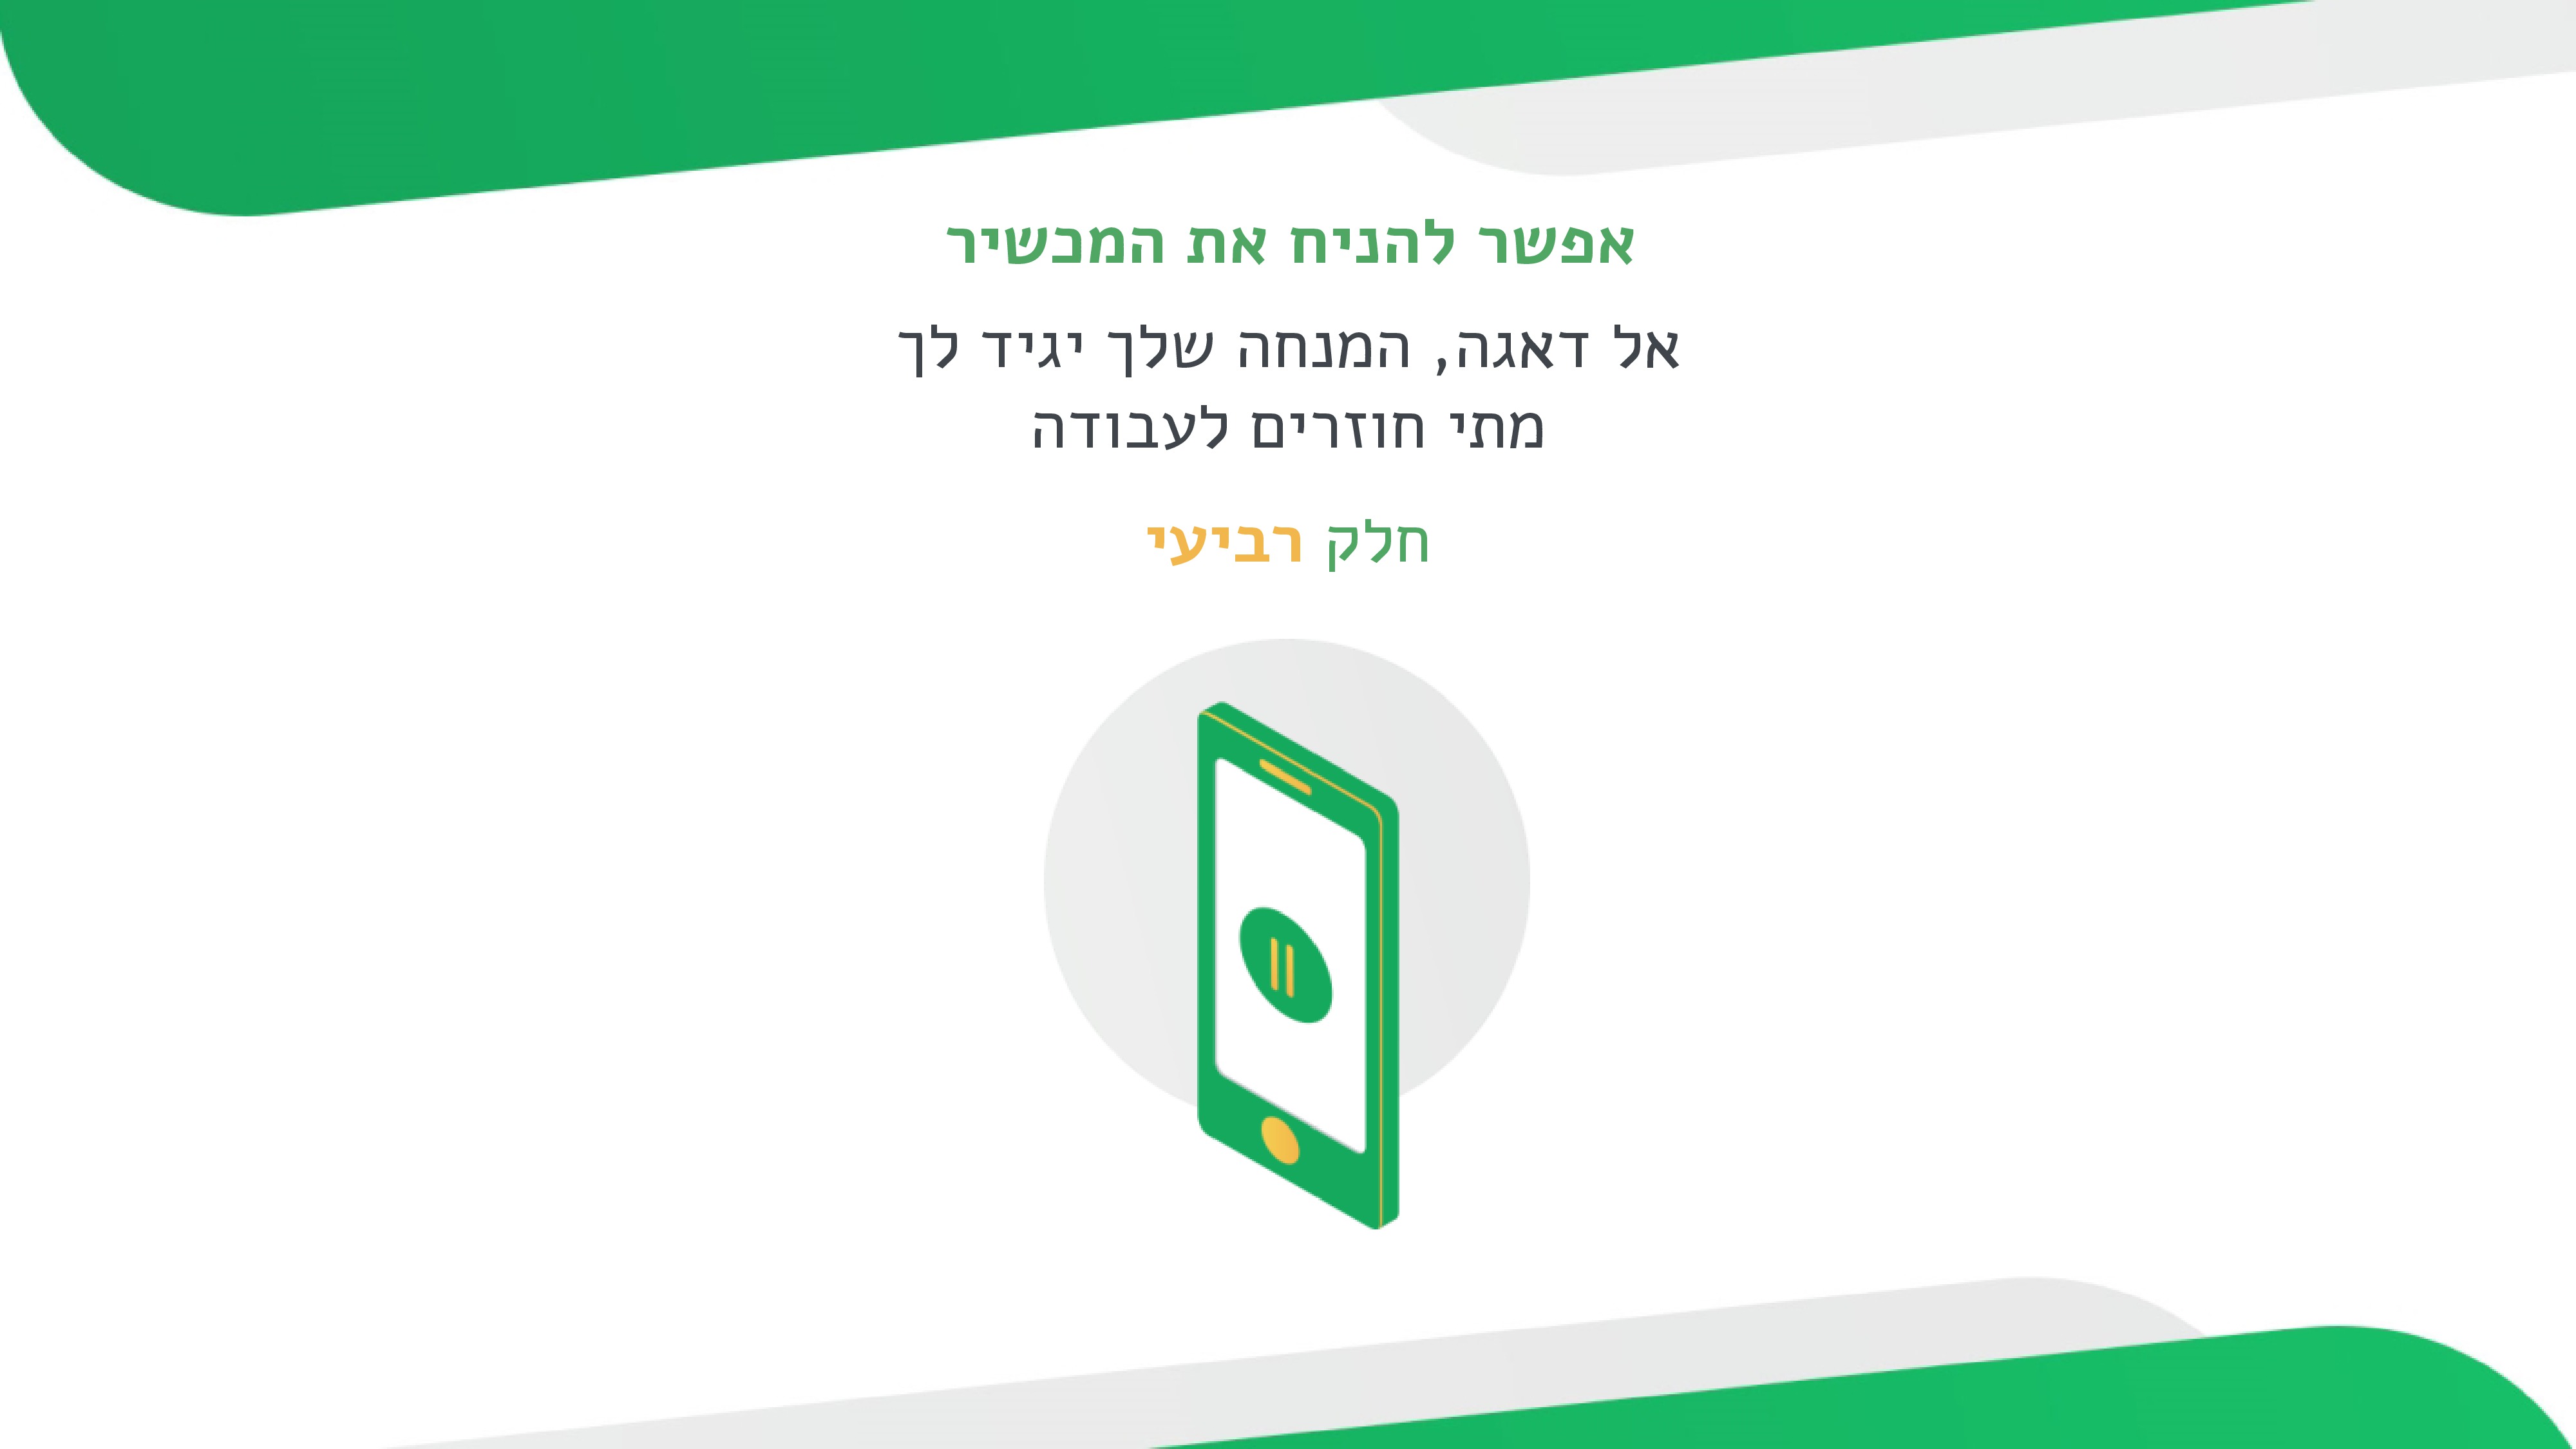 אפשר להניח את המכשיר
אל דאגה, המנחה שלך יגיד לך
מתי חוזרים לעבודה
חלק רביעי